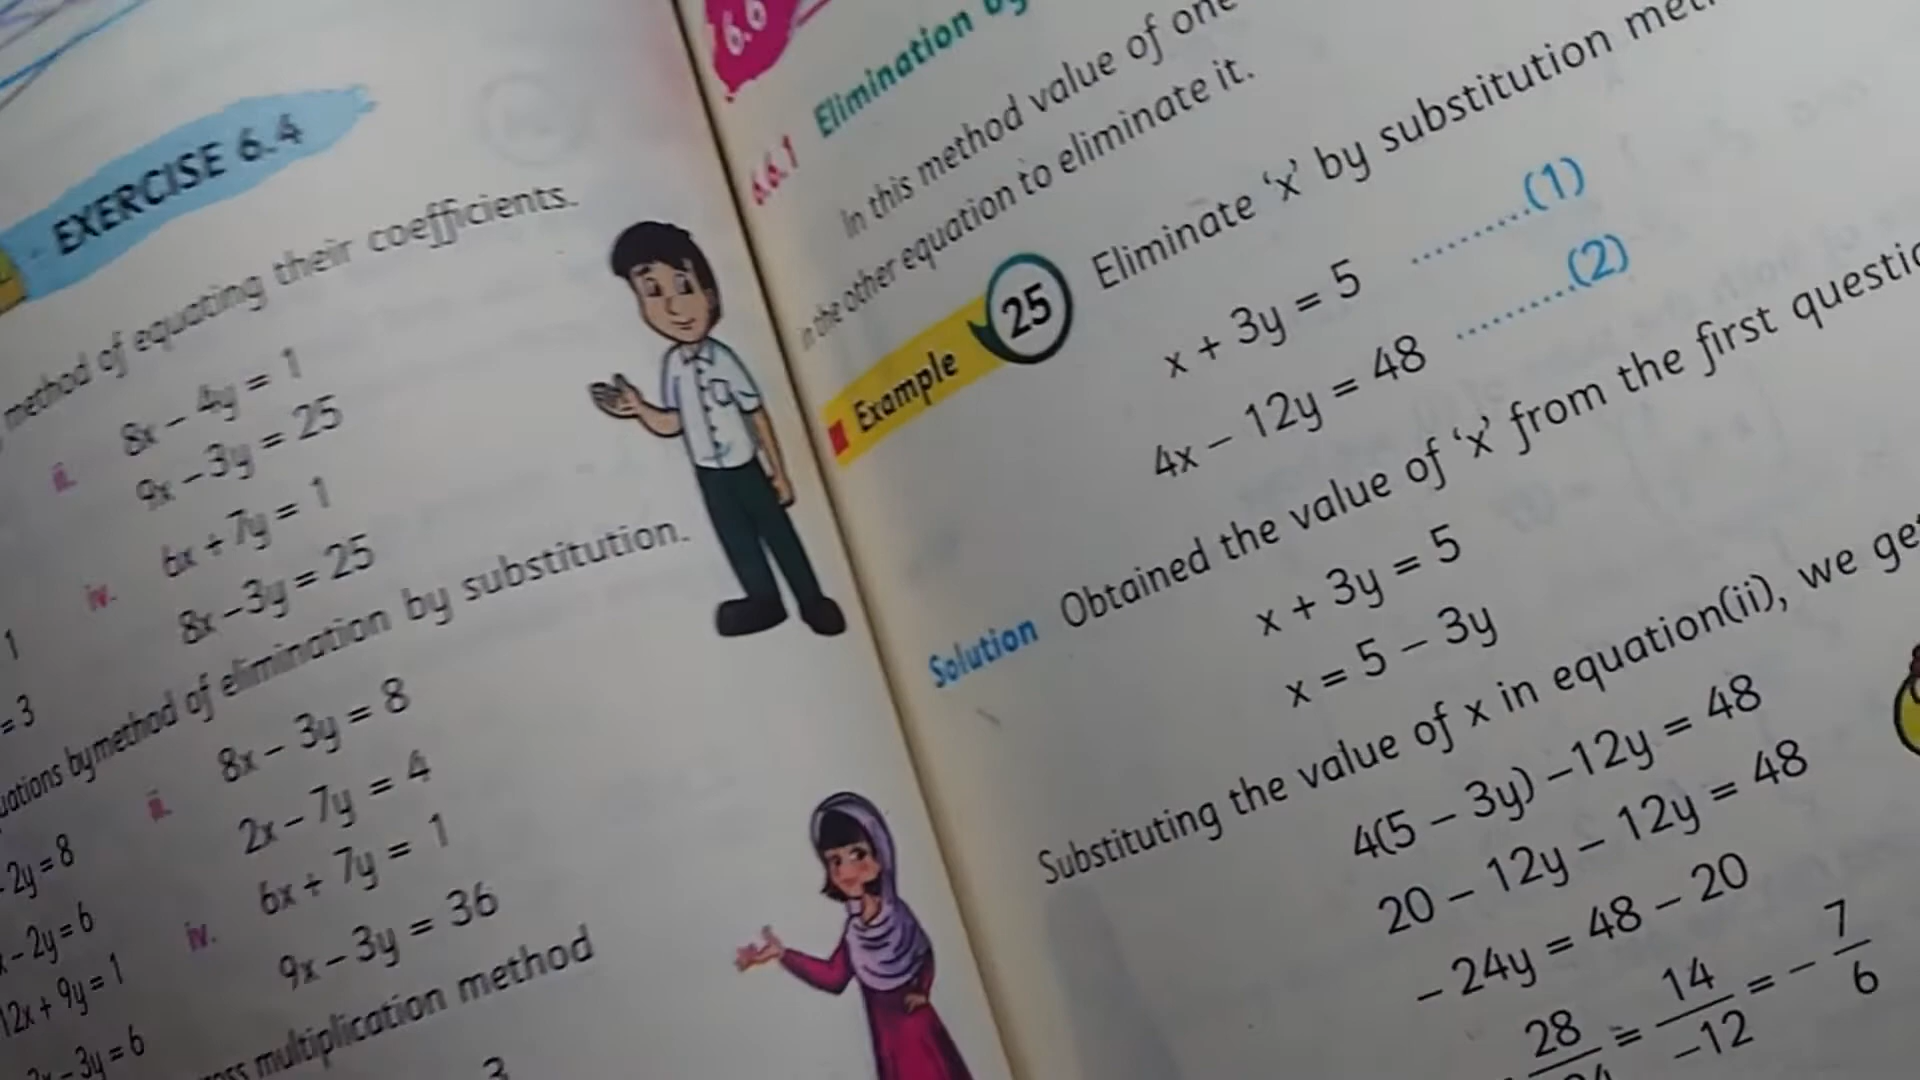 EXERCISE 6.4
method of equating their coefficients.
ii. 8x – 4y = 1
9x – 3y = 25
iv. 6x + 7y = 1
8x – 3y = 25
1
= 3
by method of elimination by substitution.
ii. 8x – 3y = 8
2x – 7y = 4
iv. 6x + 7y = 1
9x – 3y = 36
2y = 8
– 2y = 6
12x + 9y = 1
– 3y = 6
multiplication method
3
6.6
6.6.1 Elimination
In this method value of one
in the other equation to eliminate it.
Example 25 Eliminate ‘x’ by substitution
x + 3y = 5 ..........(1)
4x – 12y = 48 ..........(2)
Solution Obtained the value of ‘x’ from the first
x + 3y = 5
x = 5 – 3y
Substituting the value of x in equation(ii), we
4(5 – 3y) – 12y = 48
20 – 12y – 12y = 48
– 24y = 48 – 20
28 = 14/–12 = – 7/6